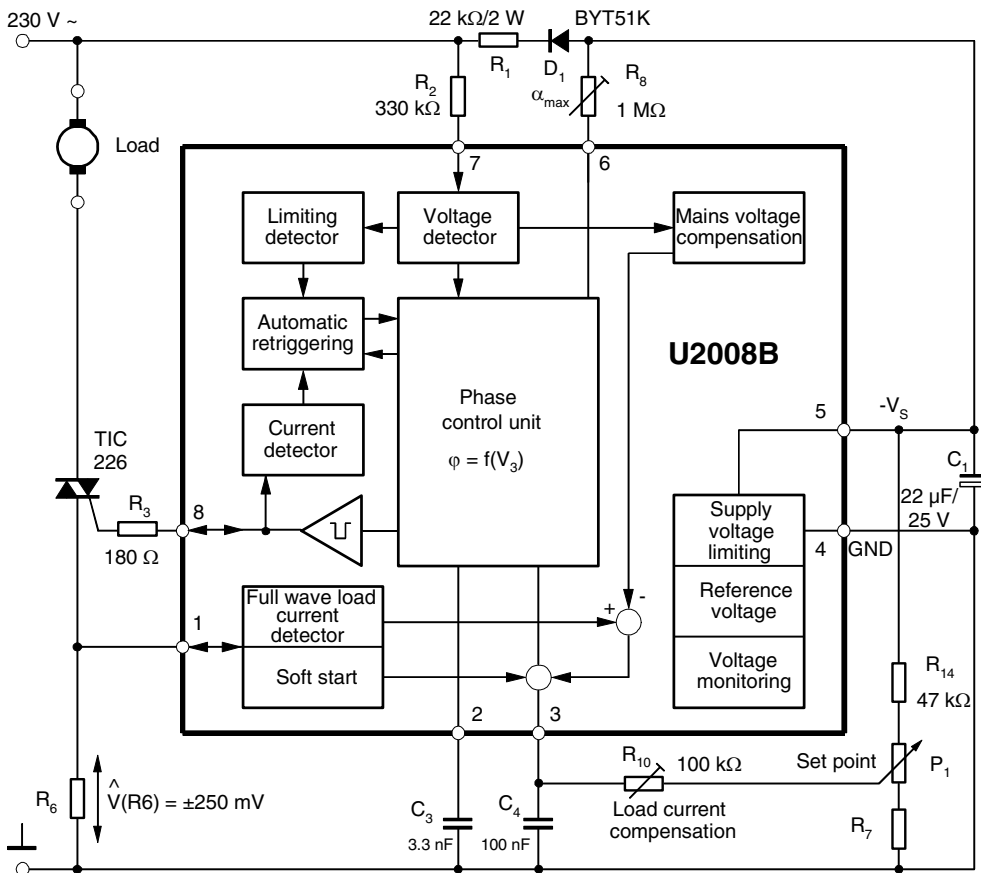 230 V ~
22 kΩ/2 W
BYT51K
R1
D1
R2
330 kΩ
αmax
R8
1 MΩ
Load
7
6
Limiting
detector
Voltage
detector
Mains voltage
compensation
Automatic
retriggering
U2008B
Phase
control unit
φ = f(V3)
Current
detector
5
-VS
TIC
226
C1
22 µF/
25 V
R3
180 Ω
8
Supply
voltage
limiting
4
GND
Full wave load
current
detector
+
-
Reference
voltage
1
Soft start
Voltage
monitoring
R14
47 kΩ
2
3
R10
100 kΩ
Set point
P1
R6
^
V(R6) = ±250 mV
Load current
compensation
C3
3.3 nF
C4
100 nF
R7